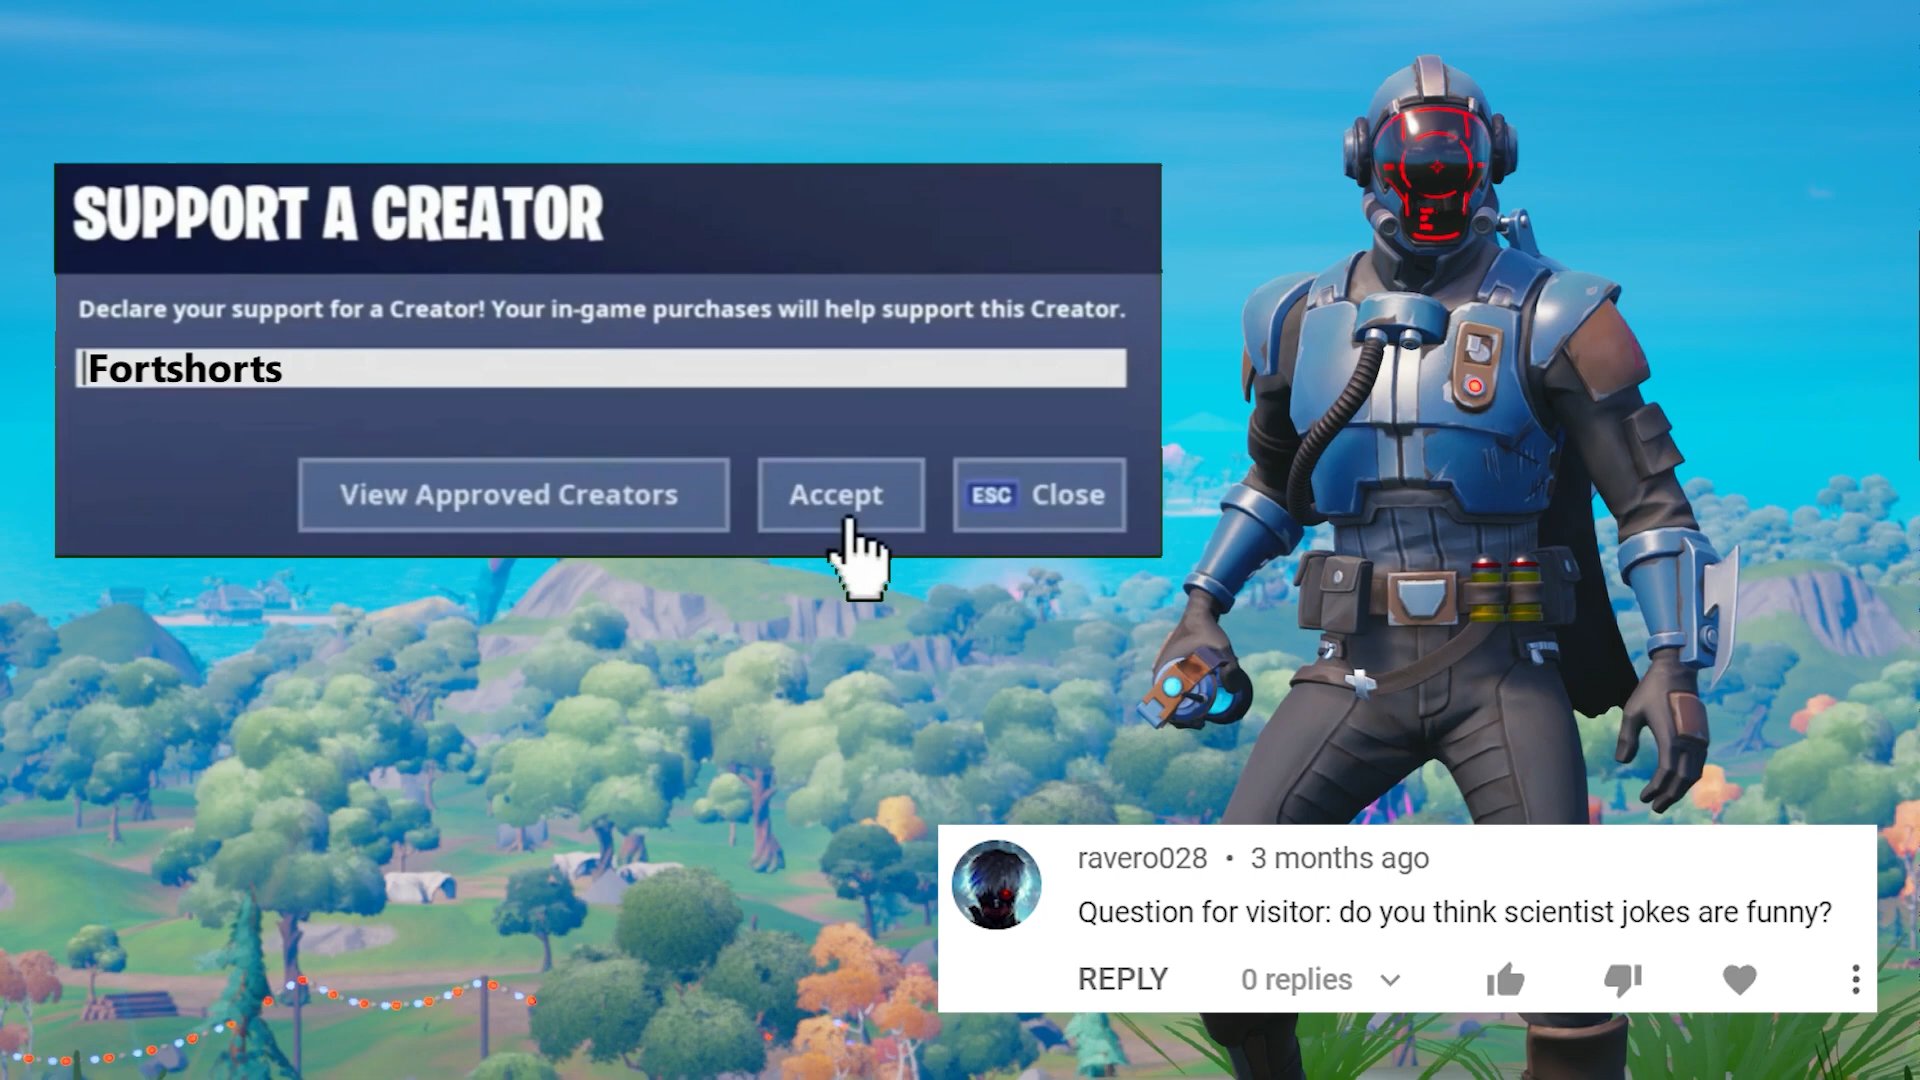 SUPPORT A CREATOR
Declare your support for a Creator! Your in-game purchases will help support this Creator.
Fortshorts
View Approved Creators
Accept
ESC Close
ravero028 • 3 months ago
Question for visitor: do you think scientist jokes are funny?
REPLY 0 replies